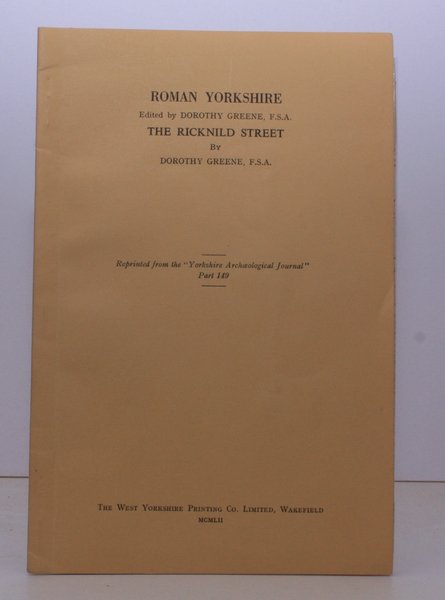 ROMAN YORKSHIRE
Edited by DOROTHY GREENE, F.S.A.
THE RICKNILD STREET
BY
DOROTHY GREENE, F.S.A.
Reprinted from the "Yorkshire Archæological Journal"
Part 149
THE WEST YORKSHIRE PRINTING CO. LIMITED, WAKEFIELD
MCMLII